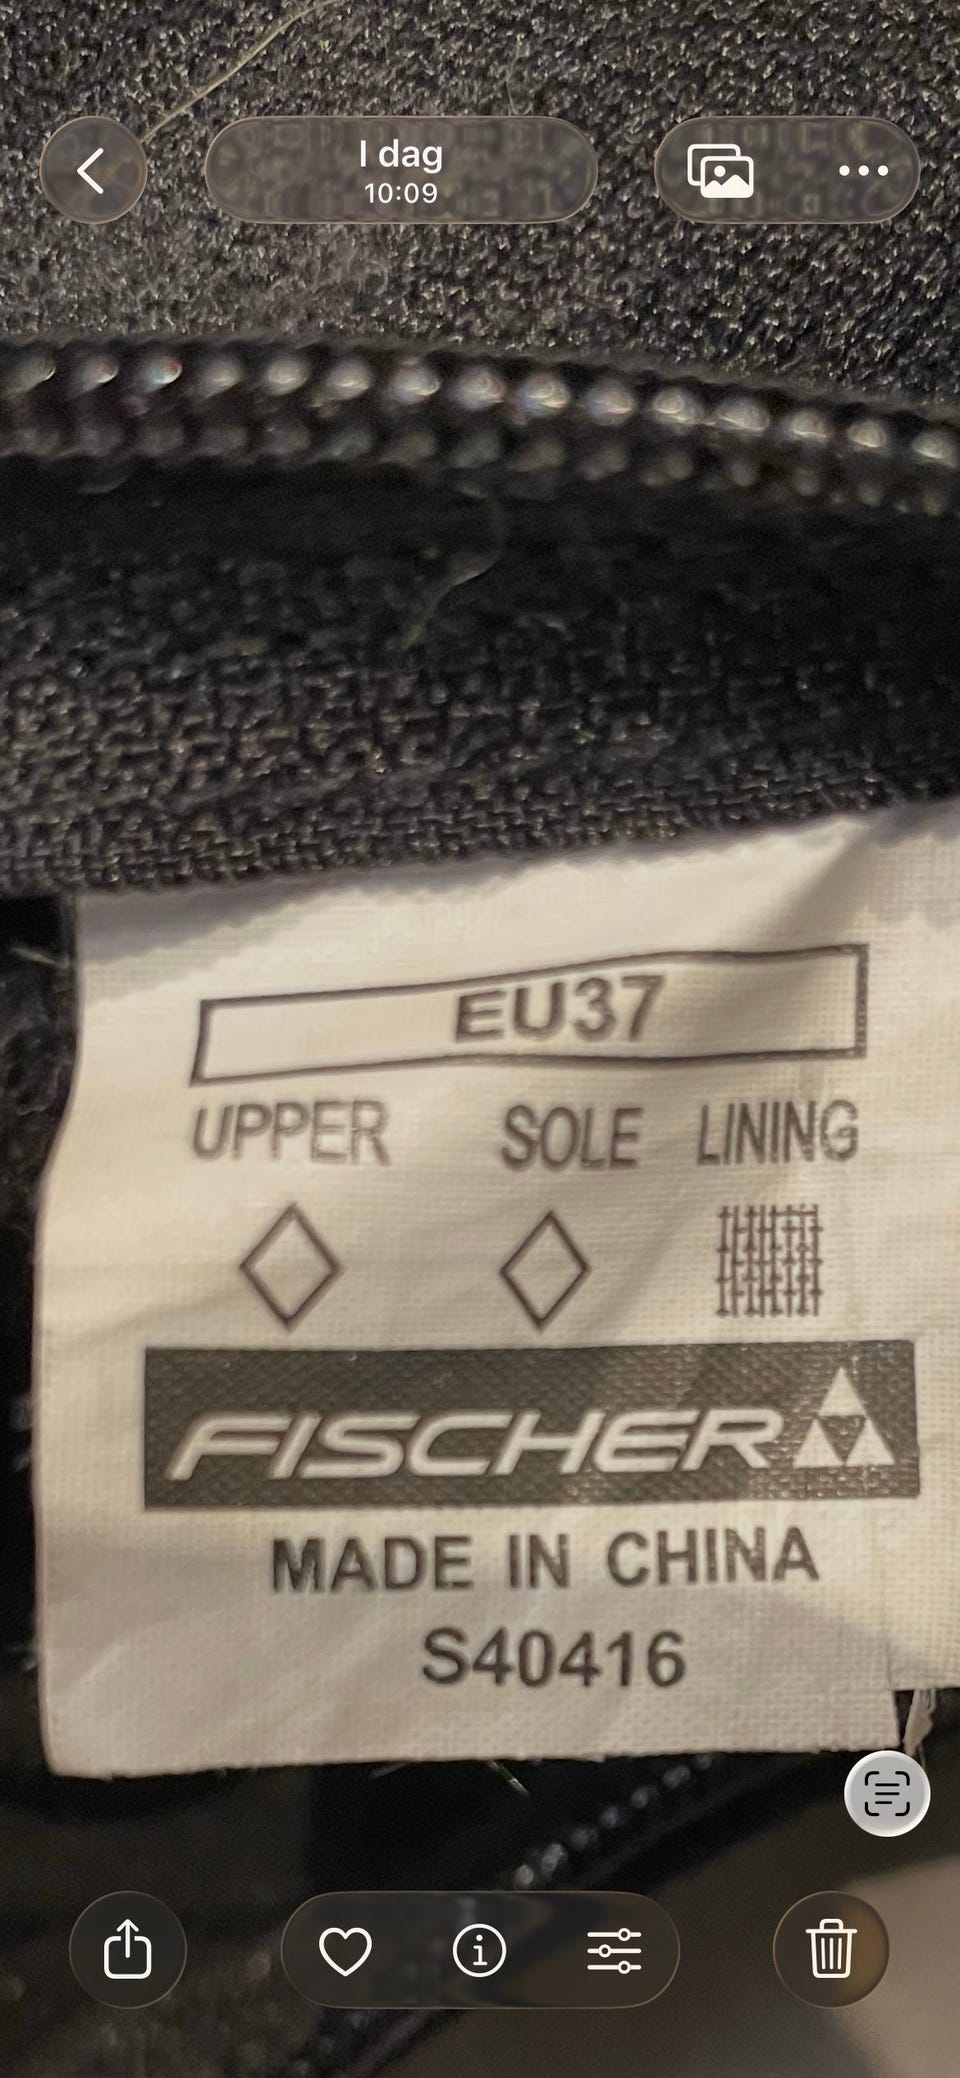 I dag
10:09
EU37
UPPER SOLE LINING
FISCHER
MADE IN CHINA
S40416